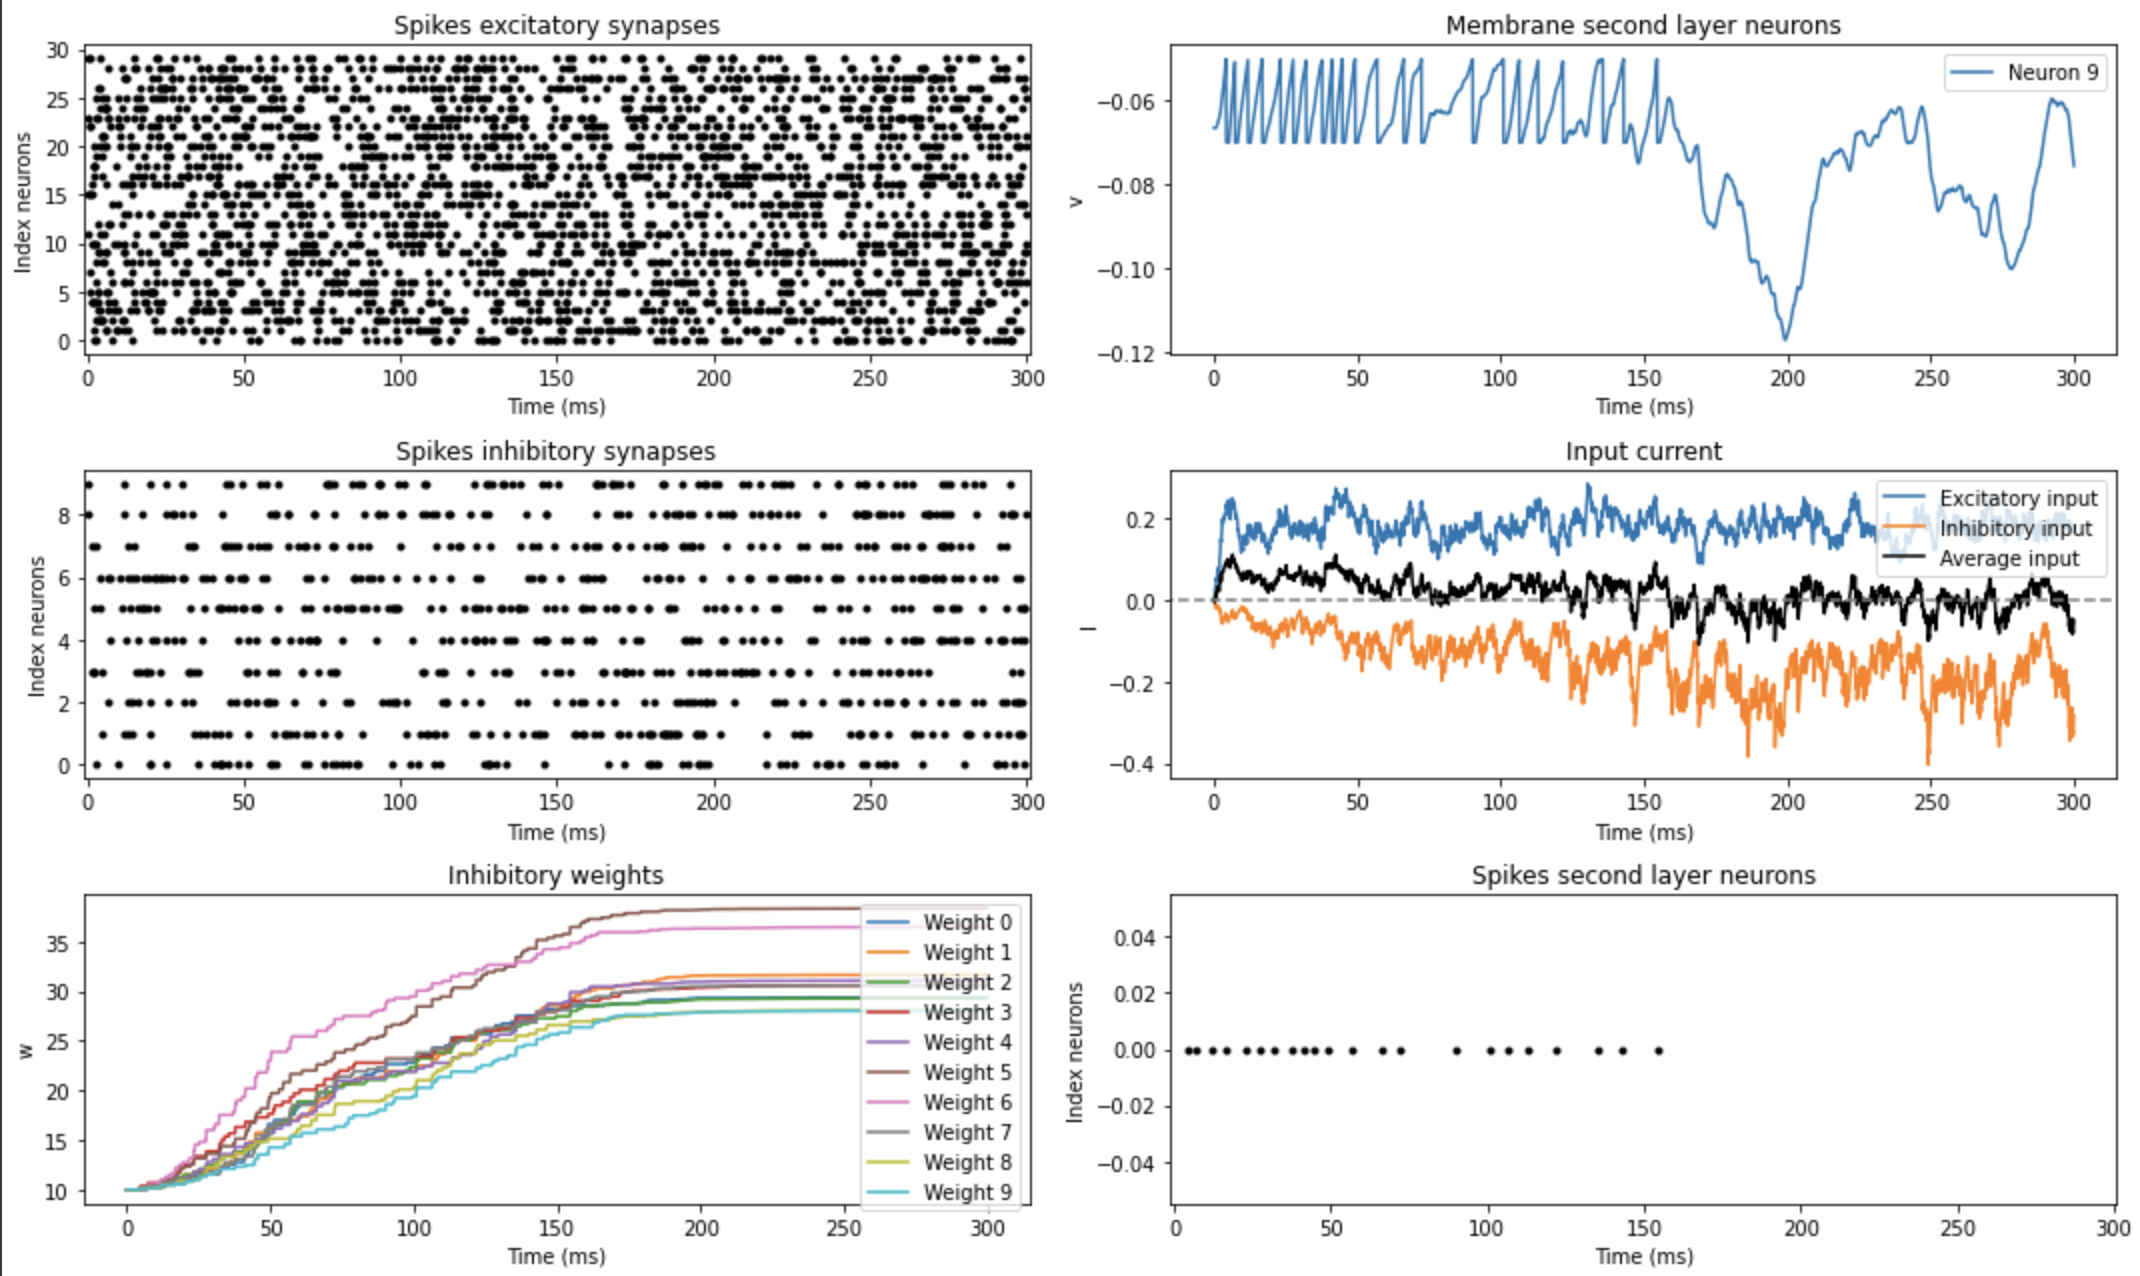 Spikes excitatory synapses
30
25
20
15
10
5
0
Index neurons
0 50 100 150 200 250 300
Time (ms)
Membrane second layer neurons
Neuron 9
−0.06
−0.08
−0.10
−0.12
v
0 50 100 150 200 250 300
Time (ms)
Spikes inhibitory synapses
8
6
4
2
0
Index neurons
0 50 100 150 200 250 300
Time (ms)
Input current
Excitatory input
Inhibitory input
Average input
0.2
0.0
−0.2
−0.4
I
0 50 100 150 200 250 300
Time (ms)
Inhibitory weights
Weight 0
Weight 1
Weight 2
Weight 3
Weight 4
Weight 5
Weight 6
Weight 7
Weight 8
Weight 9
35
30
25
20
15
10
w
0 50 100 150 200 250 300
Time (ms)
Spikes second layer neurons
0.04
0.02
0.00
−0.02
−0.04
Index neurons
0 50 100 150 200 250 300
Time (ms)